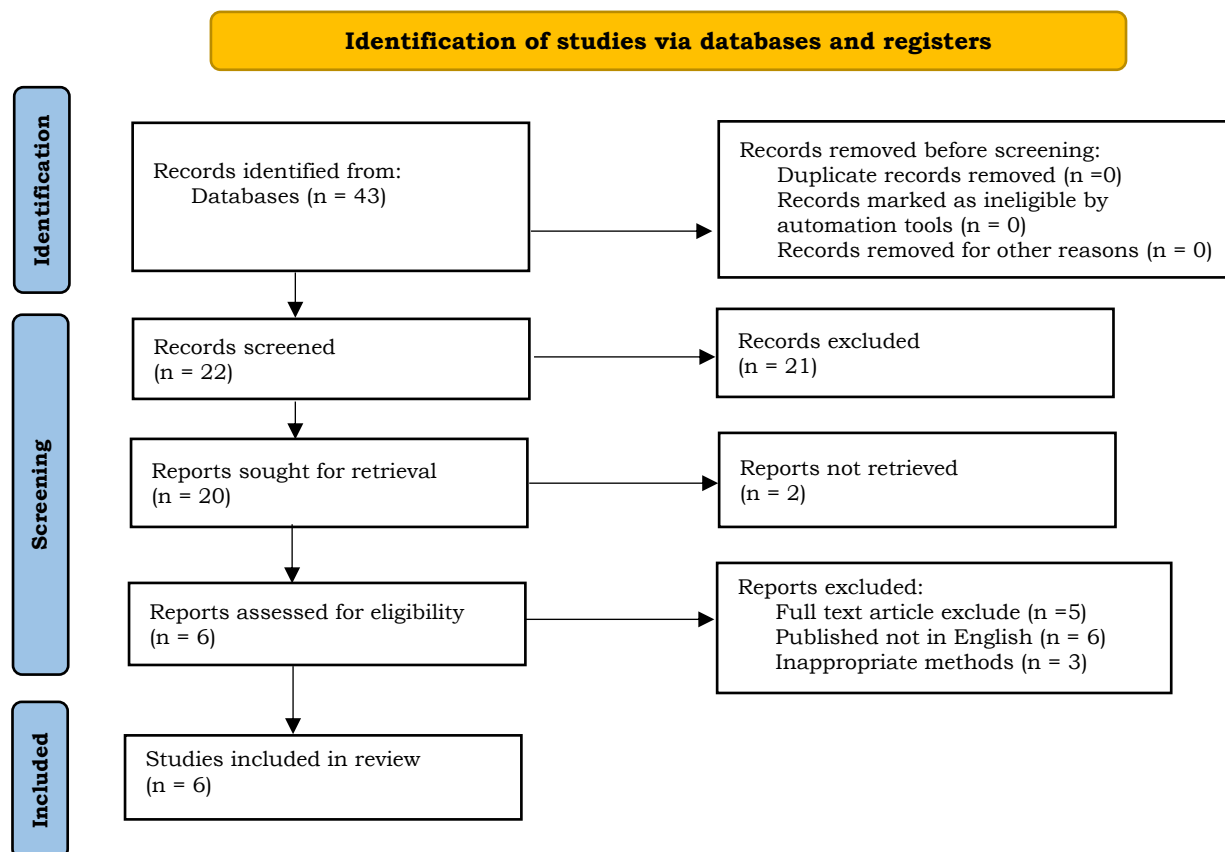 Identification of studies via databases and registers
Identification
Records identified from:
Databases (n = 43)
Records removed before screening:
Duplicate records removed (n =0)
Records marked as ineligible by
automation tools (n = 0)
Records removed for other reasons (n = 0)
Screening
Records screened
(n = 22)
Records excluded
(n = 21)
Reports sought for retrieval
(n = 20)
Reports not retrieved
(n = 2)
Reports assessed for eligibility
(n = 6)
Reports excluded:
Full text article exclude (n =5)
Published not in English (n = 6)
Inappropriate methods (n = 3)
Included
Studies included in review
(n = 6)